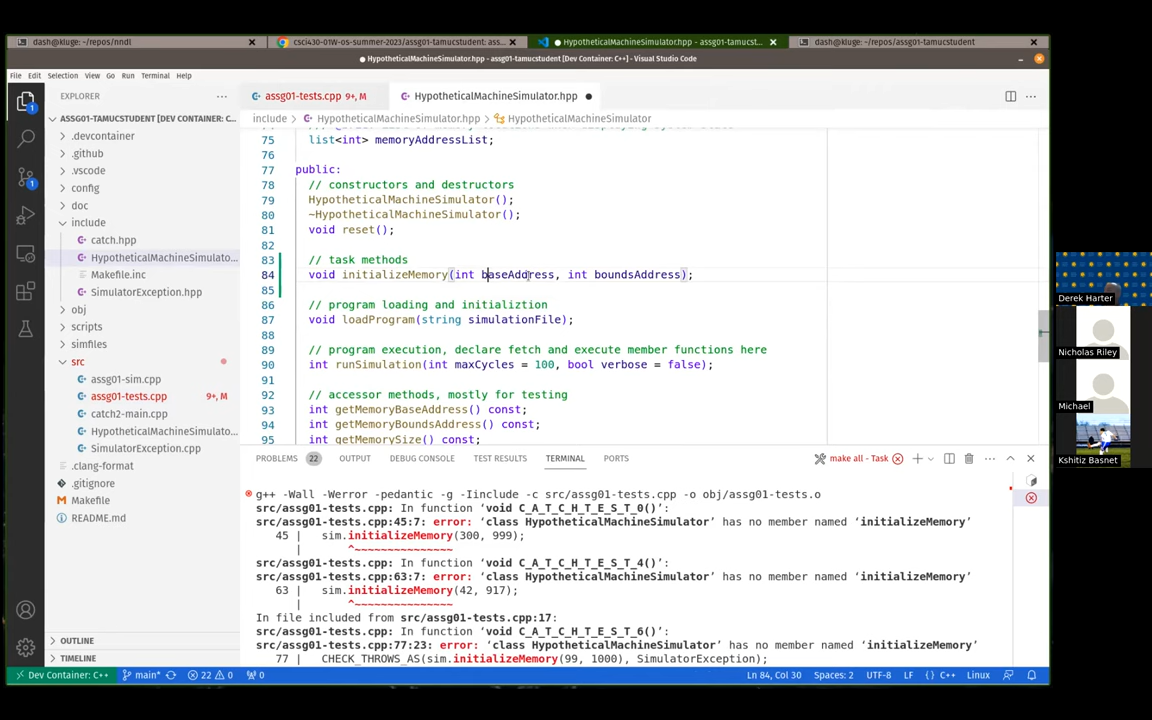 dash@kluge: ~/repos/nndl
csci430-01W-os-summer-2023/assg01-tamucstudent: ass...
● HypotheticalMachineSimulator.hpp - assg01-tamucst...
dash@kluge: ~/repos/assg01-tamucstudent
● HypotheticalMachineSimulator.hpp - assg01-tamucstudent [Dev Container: C++] - Visual Studio Code
File Edit Selection View Go Run Terminal Help
EXPLORER
assg01-tests.cpp 9+, M
HypotheticalMachineSimulator.hpp ●
ASSG01-TAMUCSTUDENT [DEV CONTAINER: C...
include > HypotheticalMachineSimulator.hpp > HypotheticalMachineSimulator
.devcontainer
.github
.vscode
config
doc
include
catch.hpp
HypotheticalMachineSimulato...
Makefile.inc
SimulatorException.hpp
obj
scripts
simfiles
src
assg01-sim.cpp
assg01-tests.cpp 9+, M
catch2-main.cpp
HypotheticalMachineSimulato...
SimulatorException.cpp
.clang-format
.gitignore
Makefile
README.md
OUTLINE
TIMELINE
75 list<int> memoryAddressList;
76
77 public:
78 // constructors and destructors
79 HypotheticalMachineSimulator();
80 ~HypotheticalMachineSimulator();
81 void reset();
82
83 // task methods
84 void initializeMemory(int baseAddress, int boundsAddress);
85
86 // program loading and initializtion
87 void loadProgram(string simulationFile);
88
89 // program execution, declare fetch and execute member functions here
90 int runSimulation(int maxCycles = 100, bool verbose = false);
91
92 // accessor methods, mostly for testing
93 int getMemoryBaseAddress() const;
94 int getMemoryBoundsAddress() const;
95 int getMemorySize() const;
PROBLEMS 22 OUTPUT DEBUG CONSOLE TEST RESULTS TERMINAL PORTS
make all - Task
g++ -Wall -Werror -pedantic -g -Iinclude -c src/assg01-tests.cpp -o obj/assg01-tests.o
src/assg01-tests.cpp: In function ‘void C_A_T_C_H_T_E_S_T_0()’:
src/assg01-tests.cpp:45:7: error: ‘class HypotheticalMachineSimulator’ has no member named ‘initializeMemory’
45 | sim.initializeMemory(300, 999);
| ^~~~~~~~~~~~~~~~
src/assg01-tests.cpp: In function ‘void C_A_T_C_H_T_E_S_T_4()’:
src/assg01-tests.cpp:63:7: error: ‘class HypotheticalMachineSimulator’ has no member named ‘initializeMemory’
63 | sim.initializeMemory(42, 917);
| ^~~~~~~~~~~~~~~~
In file included from src/assg01-tests.cpp:17:
src/assg01-tests.cpp: In function ‘void C_A_T_C_H_T_E_S_T_6()’:
src/assg01-tests.cpp:77:23: error: ‘class HypotheticalMachineSimulator’ has no member named ‘initializeMemory’
77 | CHECK_THROWS_AS(sim.initializeMemory(99, 1000), SimulatorException);
Dev Container: C++ main* 22 0 0
Ln 84, Col 30 Spaces: 2 UTF-8 LF {} C++ Linux
Derek Harter
Nicholas Riley
Michael
Kshitiz Basnet